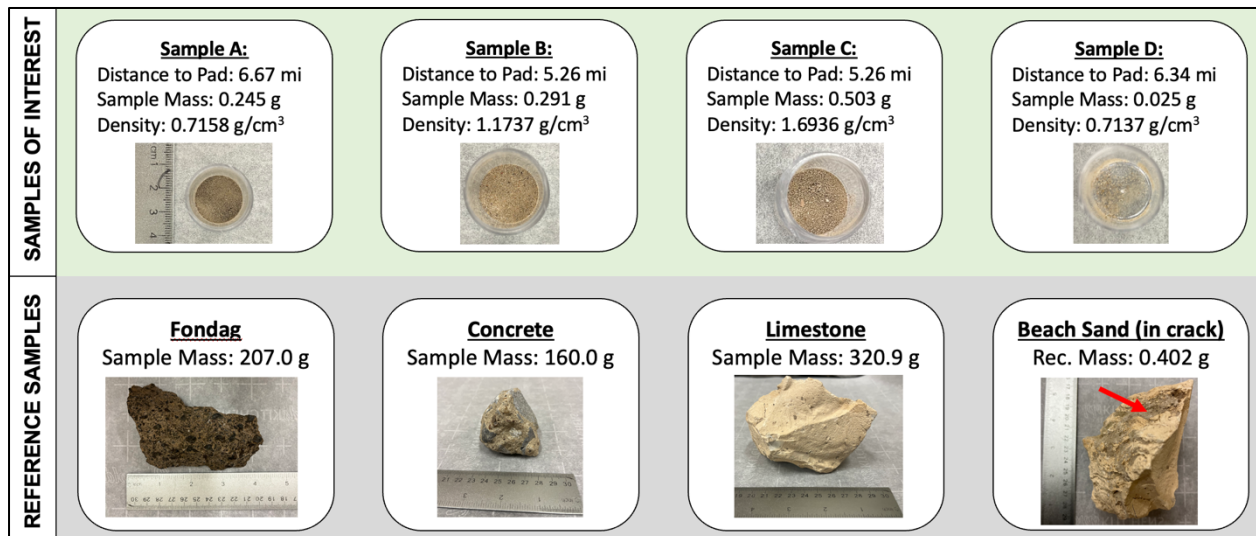 SAMPLES OF INTEREST
Sample A:
Distance to Pad: 6.67 mi
Sample Mass: 0.245 g
Density: 0.7158 g/cm³
Sample B:
Distance to Pad: 5.26 mi
Sample Mass: 0.291 g
Density: 1.1737 g/cm³
Sample C:
Distance to Pad: 5.26 mi
Sample Mass: 0.503 g
Density: 1.6936 g/cm³
Sample D:
Distance to Pad: 6.34 mi
Sample Mass: 0.025 g
Density: 0.7137 g/cm³
REFERENCE SAMPLES
Fondag
Sample Mass: 207.0 g
Concrete
Sample Mass: 160.0 g
Limestone
Sample Mass: 320.9 g
Beach Sand (in crack)
Rec. Mass: 0.402 g